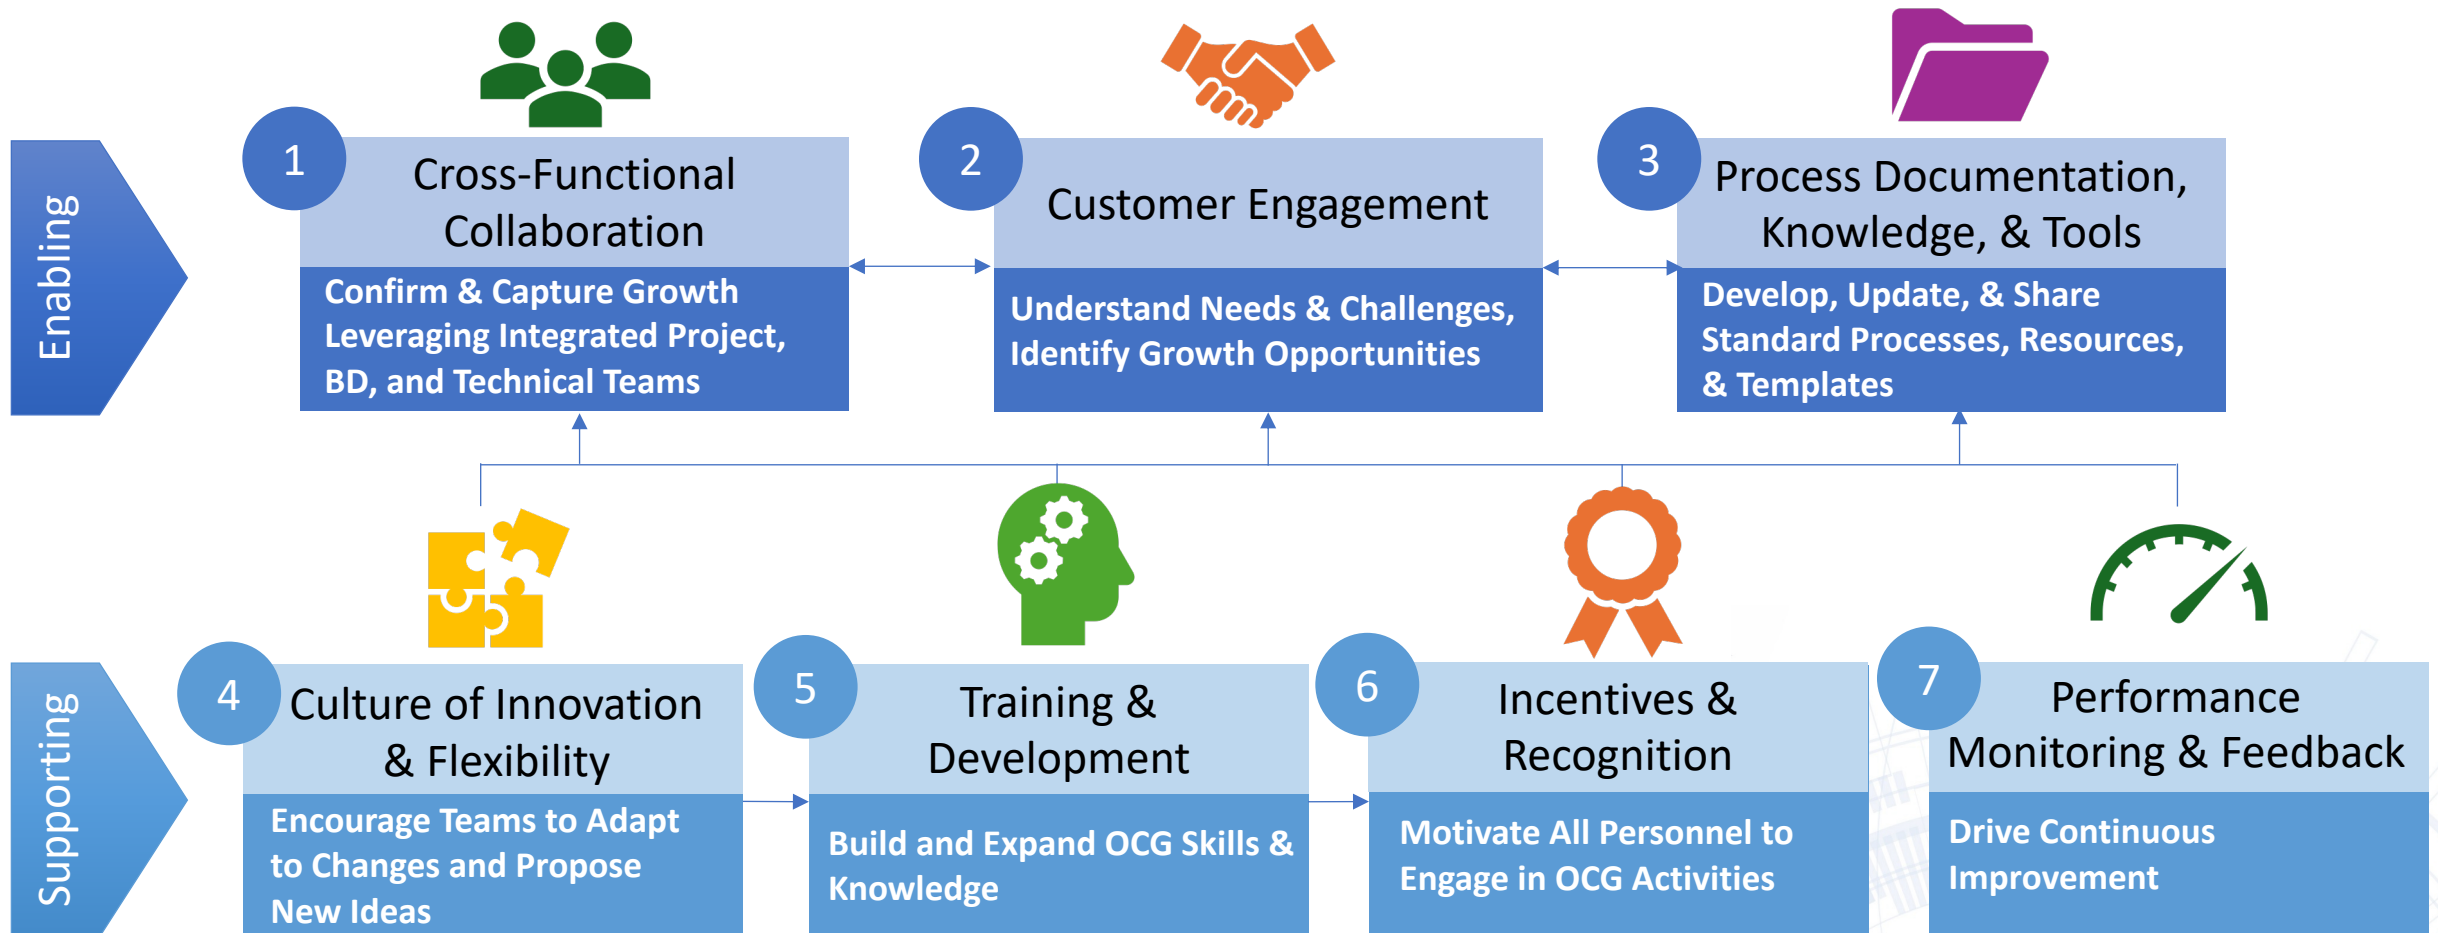 Enabling
1
Cross-Functional
Collaboration
Confirm & Capture Growth
Leveraging Integrated Project,
BD, and Technical Teams
2
Customer Engagement
Understand Needs & Challenges,
Identify Growth Opportunities
3
Process Documentation,
Knowledge, & Tools
Develop, Update, & Share
Standard Processes, Resources,
& Templates
Supporting
4
Culture of Innovation
& Flexibility
Encourage Teams to Adapt
to Changes and Propose
New Ideas
5
Training &
Development
Build and Expand OCG Skills &
Knowledge
6
Incentives &
Recognition
Motivate All Personnel to
Engage in OCG Activities
7
Performance
Monitoring & Feedback
Drive Continuous
Improvement